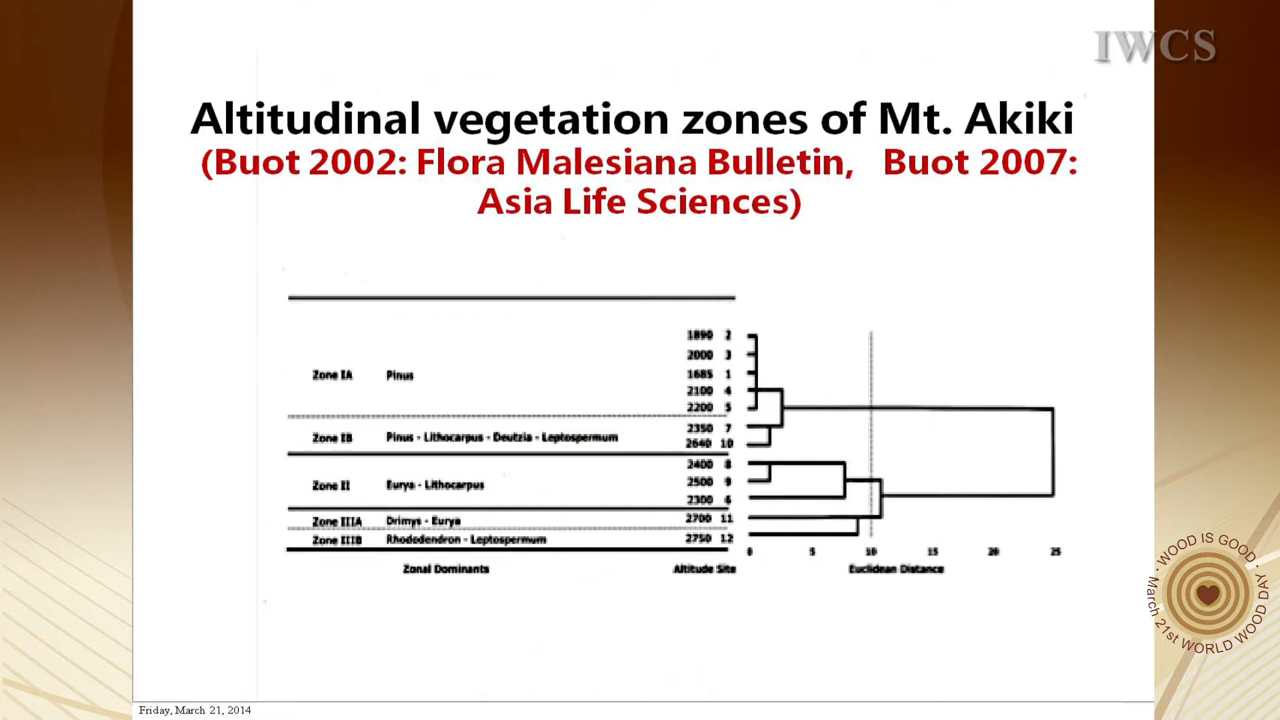 IWCS
Altitudinal vegetation zones of Mt. Akiki
(Buot 2002: Flora Malesiana Bulletin, Buot 2007:
Asia Life Sciences)
1890 2
2000 3
Zone IA Pinus 1685 1
2100 4
2200 5
2350 7
Zone IB Pinus - Lithocarpus - Deutzia - Leptospermum
2640 10
2400 8
Zone II Eurya - Lithocarpus 2500 9
2300 6
Zone IIIA Drimys - Eurya 2700 11
Zone IIIB Rhododendron - Leptospermum 2750 12
0 5 10 15 20 25
Zonal Dominants Altitude Site Euclidean Distance
WOOD IS GOOD · March 21st WORLD WOOD DAY ·
Friday, March 21, 2014